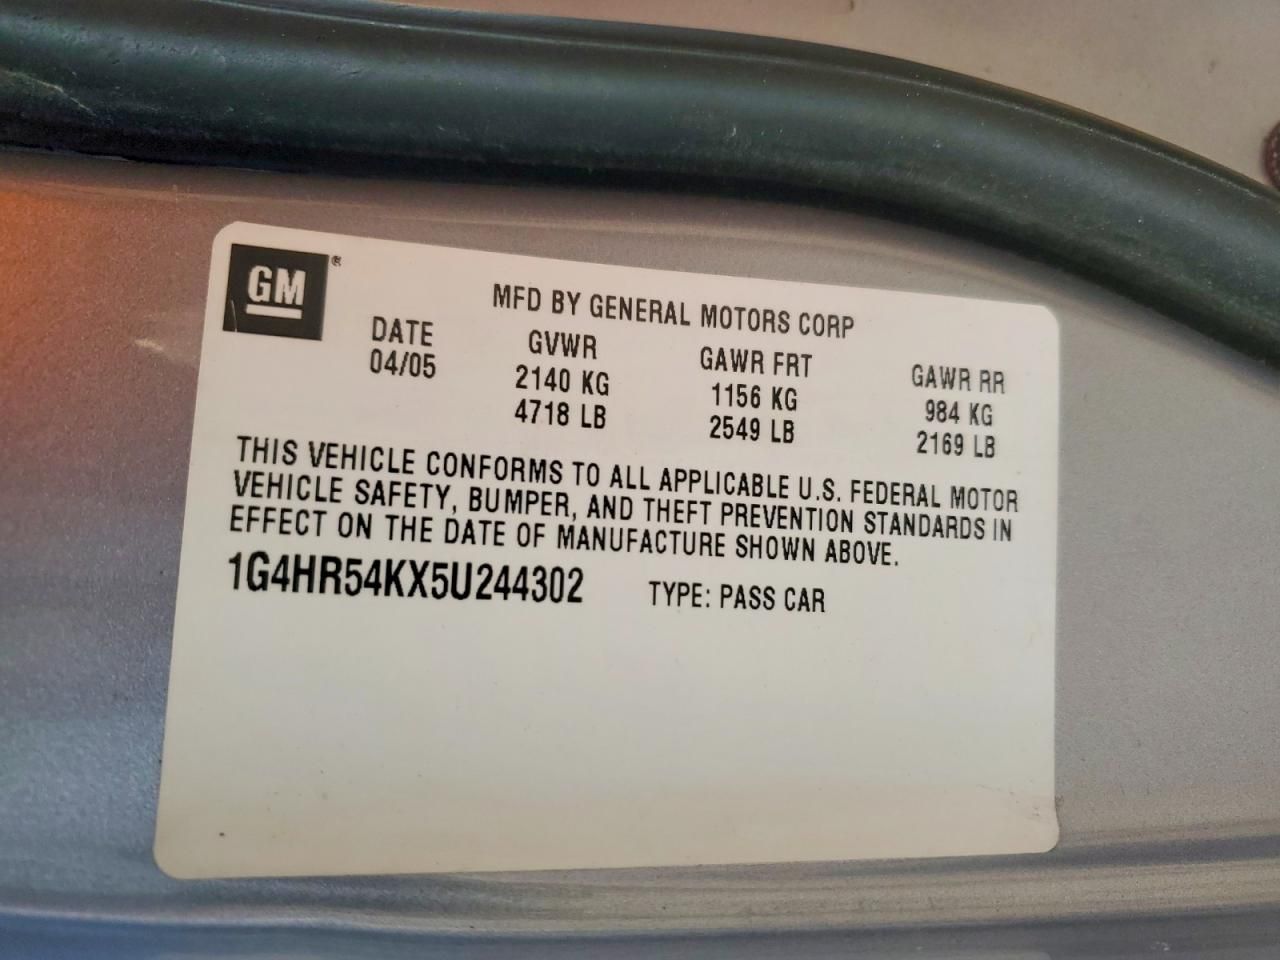 GM®
MFD BY GENERAL MOTORS CORP
DATE GVWR GAWR FRT GAWR RR
04/05 2140 KG 1156 KG 984 KG
4718 LB 2549 LB 2169 LB
THIS VEHICLE CONFORMS TO ALL APPLICABLE U.S. FEDERAL MOTOR
VEHICLE SAFETY, BUMPER, AND THEFT PREVENTION STANDARDS IN
EFFECT ON THE DATE OF MANUFACTURE SHOWN ABOVE.
1G4HR54KX5U244302 TYPE: PASS CAR